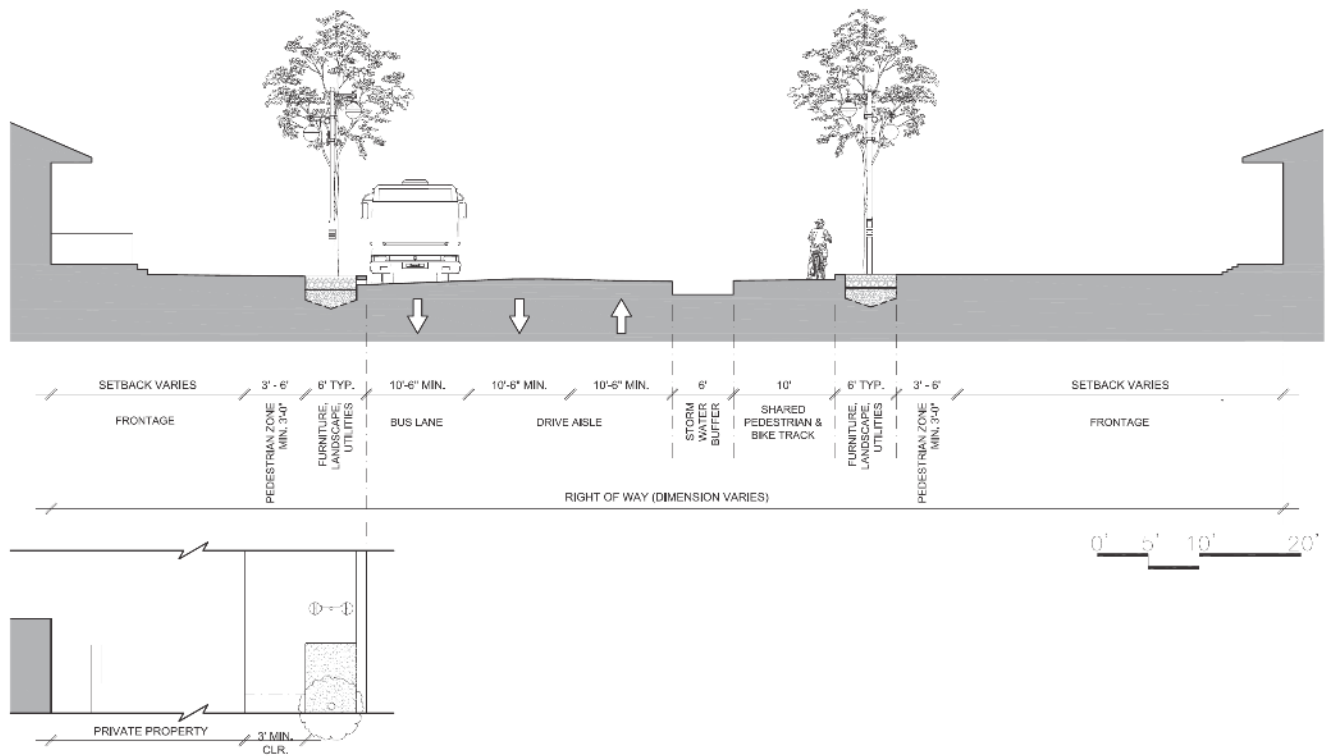 SETBACK VARIES
3' - 6'
6' TYP.
10'-6" MIN.
10'-6" MIN.
10'-6" MIN.
6'
10'
6' TYP.
3' - 6'
SETBACK VARIES
FRONTAGE
PEDESTRIAN ZONE
MIN. 3'-0"
FURNITURE,
LANDSCAPE,
UTILITIES
BUS LANE
DRIVE AISLE
STORM
WATER
BUFFER
SHARED
PEDESTRIAN &
BIKE TRACK
FURNITURE,
LANDSCAPE,
UTILITIES
PEDESTRIAN ZONE
MIN. 3'-0"
FRONTAGE
RIGHT OF WAY (DIMENSION VARIES)
0' 5' 10' 20'
PRIVATE PROPERTY
3' MIN.
CLR.